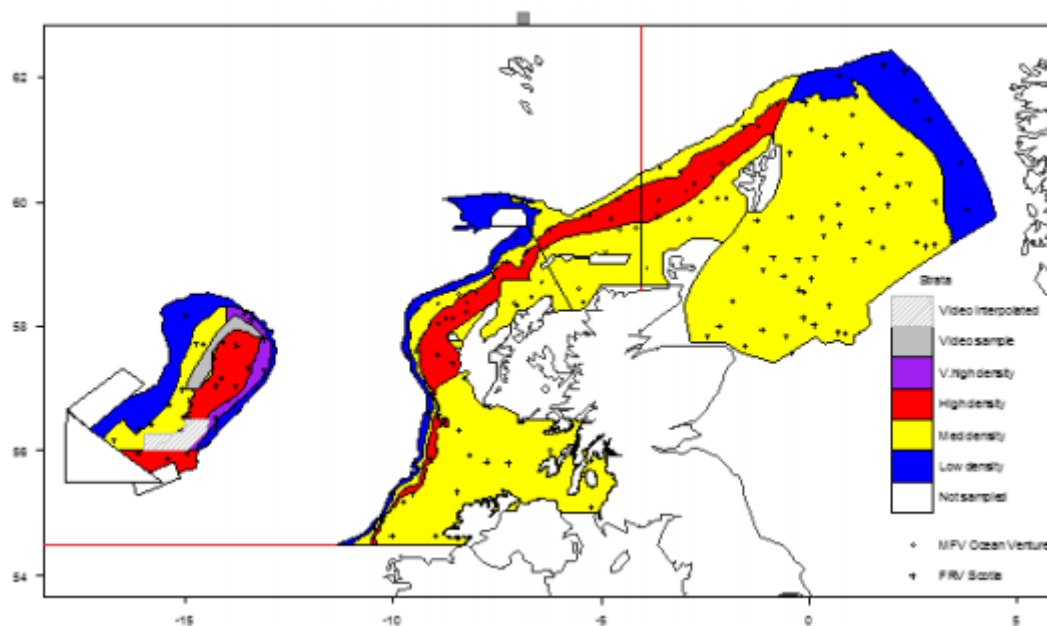 62
60
58
56
54
-15
-10
-5
0
5
Strata
Video Interpolated
Video sample
V.high density
High density
Med density
Low density
Not sampled
MFV Ocean Venture
FRV Scotia